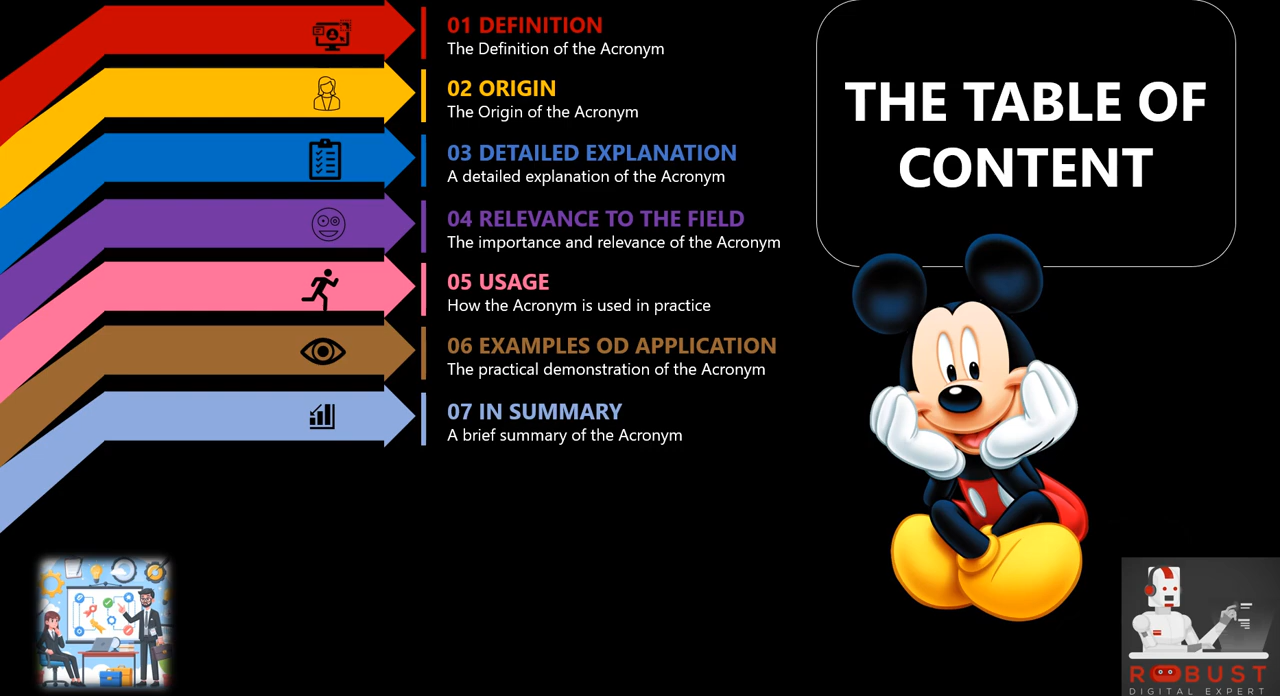 01 DEFINITION
The Definition of the Acronym
02 ORIGIN
The Origin of the Acronym
03 DETAILED EXPLANATION
A detailed explanation of the Acronym
04 RELEVANCE TO THE FIELD
The importance and relevance of the Acronym
05 USAGE
How the Acronym is used in practice
06 EXAMPLES OD APPLICATION
The practical demonstration of the Acronym
07 IN SUMMARY
A brief summary of the Acronym
THE TABLE OF
CONTENT
ROBUST
DIGITAL EXPERT